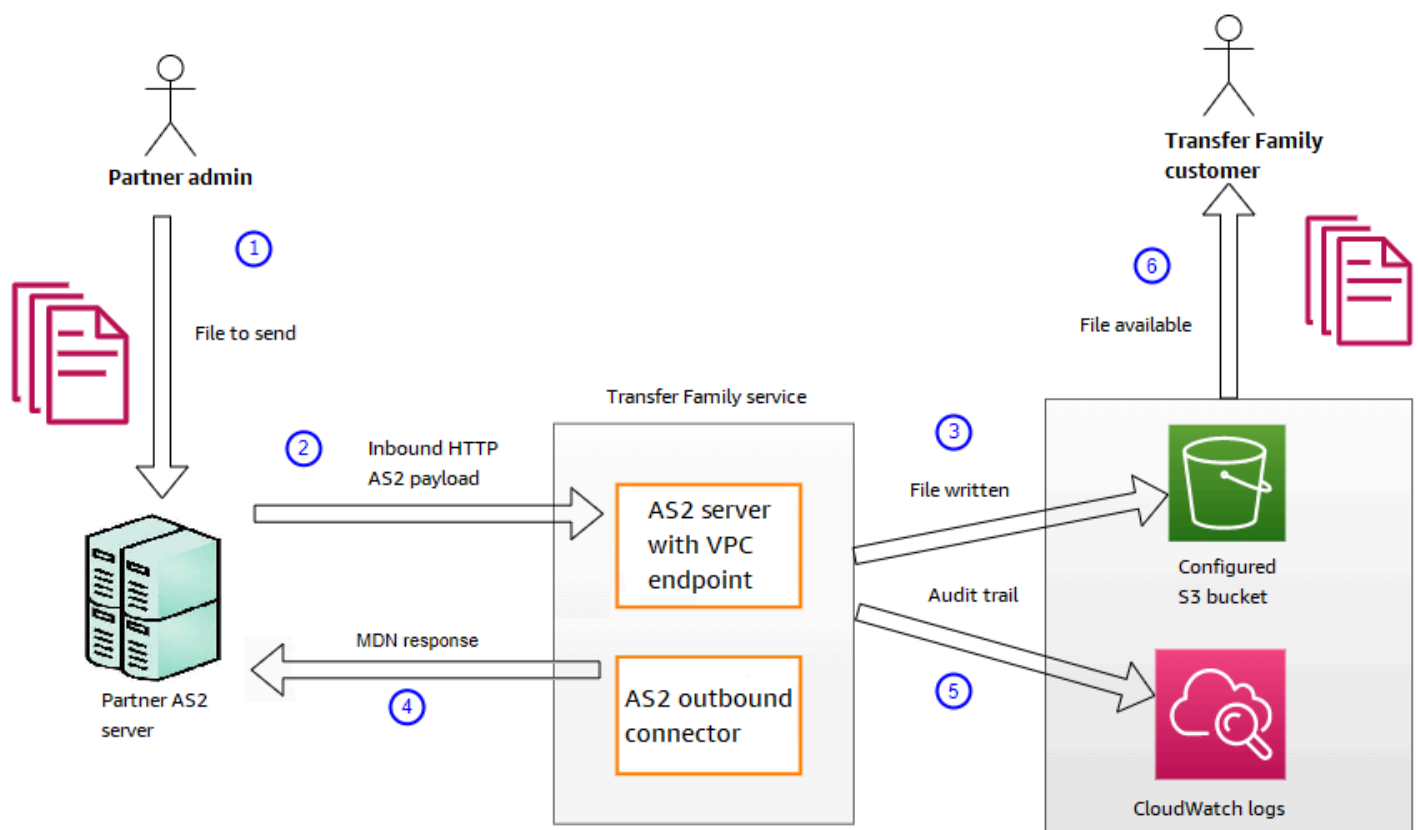 Partner admin
Transfer Family
customer
1
File to send
6
File available
Transfer Family service
2
Inbound HTTP
AS2 payload
AS2 server
with VPC
endpoint
3
File written
Configured
S3 bucket
Audit trail
MDN response
4
AS2 outbound
connector
5
Partner AS2
server
CloudWatch logs